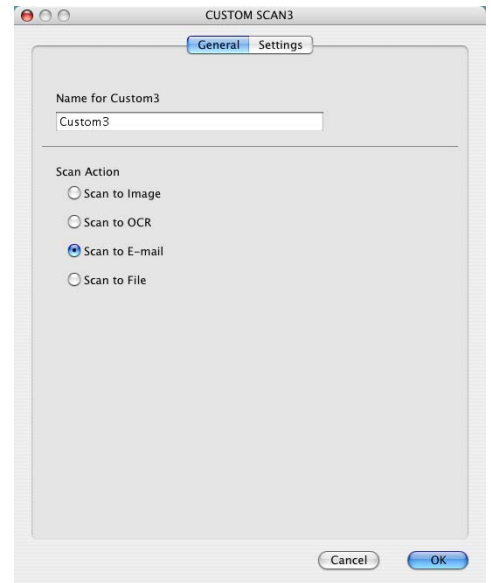 CUSTOM SCAN3
General Settings
Name for Custom3
Custom3
Scan Action
Scan to Image
Scan to OCR
Scan to E-mail
Scan to File
Cancel OK